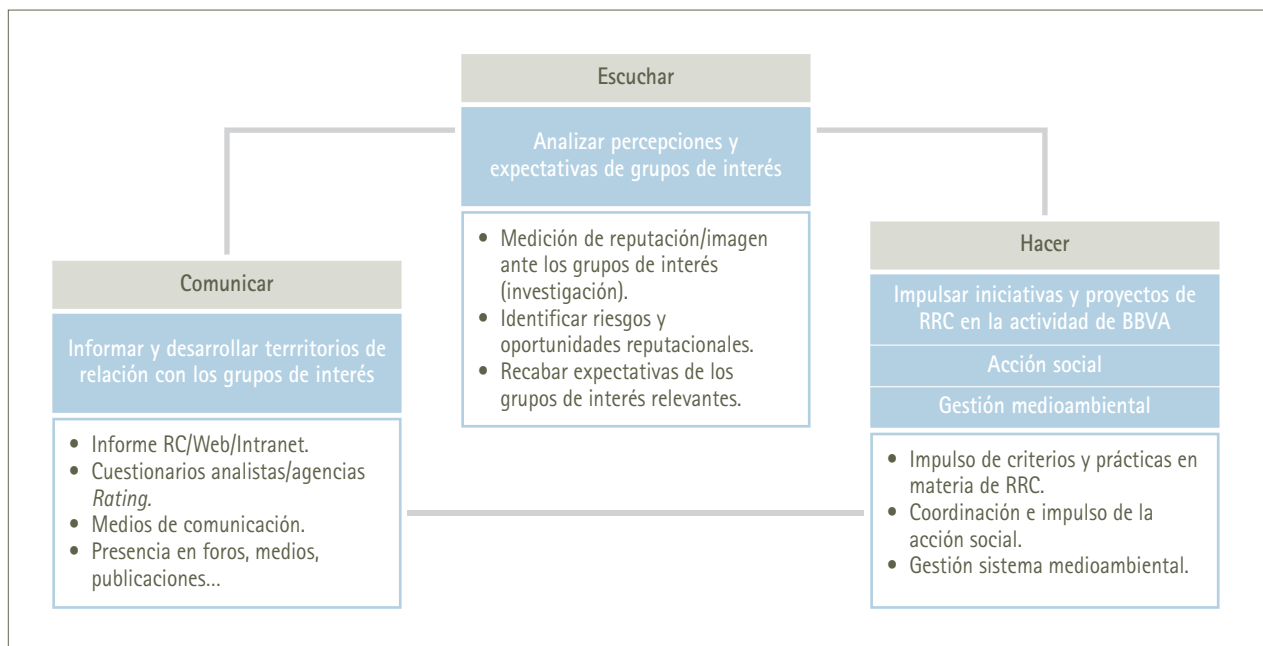 Escuchar
Analizar percepciones y
expectativas de grupos de interés
• Medición de reputación/imagen
ante los grupos de interés
(investigación).
• Identificar riesgos y
oportunidades reputacionales.
• Recabar expectativas de los
grupos de interés relevantes.
Comunicar
Informar y desarrollar terrritorios de
relación con los grupos de interés
• Informe RC/Web/Intranet.
• Cuestionarios analistas/agencias
Rating.
• Medios de comunicación.
• Presencia en foros, medios,
publicaciones...
Hacer
Impulsar iniciativas y proyectos de
RRC en la actividad de BBVA
Acción social
Gestión medioambiental
• Impulso de criterios y prácticas en
materia de RRC.
• Coordinación e impulso de la
acción social.
• Gestión sistema medioambiental.